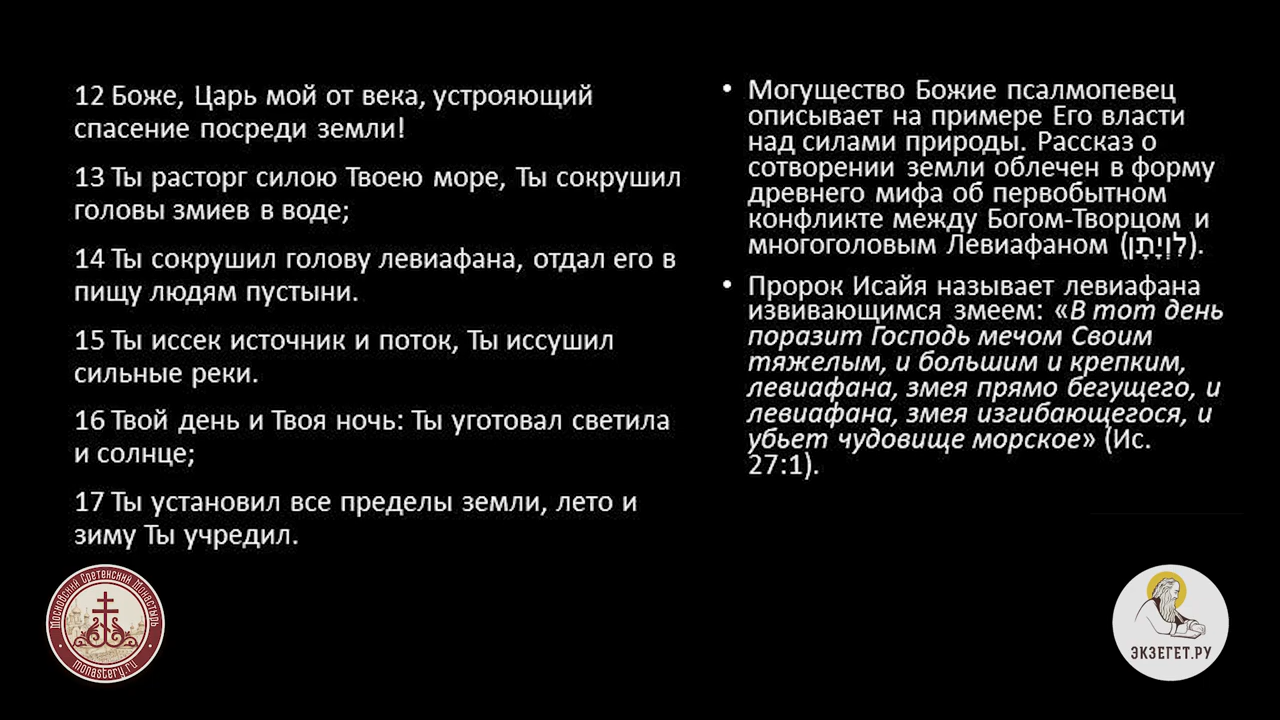 12 Боже, Царь мой от века, устрояющий
спасение посреди земли!
13 Ты расторг силою Твоею море, Ты сокрушил
головы змиев в воде;
14 Ты сокрушил голову левиафана, отдал его в
пищу людям пустыни.
15 Ты иссек источник и поток, Ты иссушил
сильные реки.
16 Твой день и Твоя ночь: Ты уготовал светила
и солнце;
17 Ты установил все пределы земли, лето и
зиму Ты учредил.
• Могущество Божие псалмопевец
описывает на примере Его власти
над силами природы. Рассказ о
сотворении земли облечен в форму
древнего мифа об первобытном
конфликте между Богом-Творцом и
многоголовым Левиафаном (לִוְיָתָן).
• Пророк Исайя называет левиафана
извивающимся змеем: «В тот день
поразит Господь мечом Своим
тяжелым, и большим и крепким,
левиафана, змея прямо бегущего, и
левиафана, змея изгибающегося, и
убьет чудовище морское» (Ис.
27:1).
Московский Сретенский Монастырь
monastery.ru
ЭКЗЕГЕТ.РУ